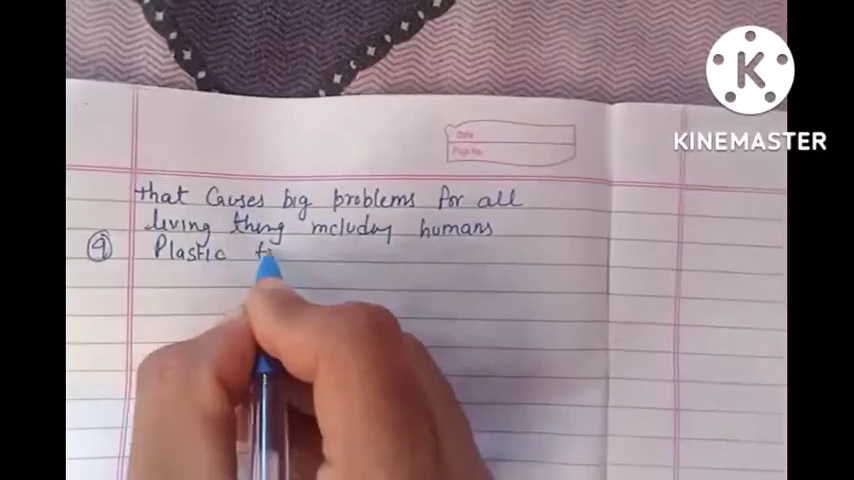 Date
Page No.
that causes big problems for all
living thing including humans
9 Plastic
K
KINEMASTER